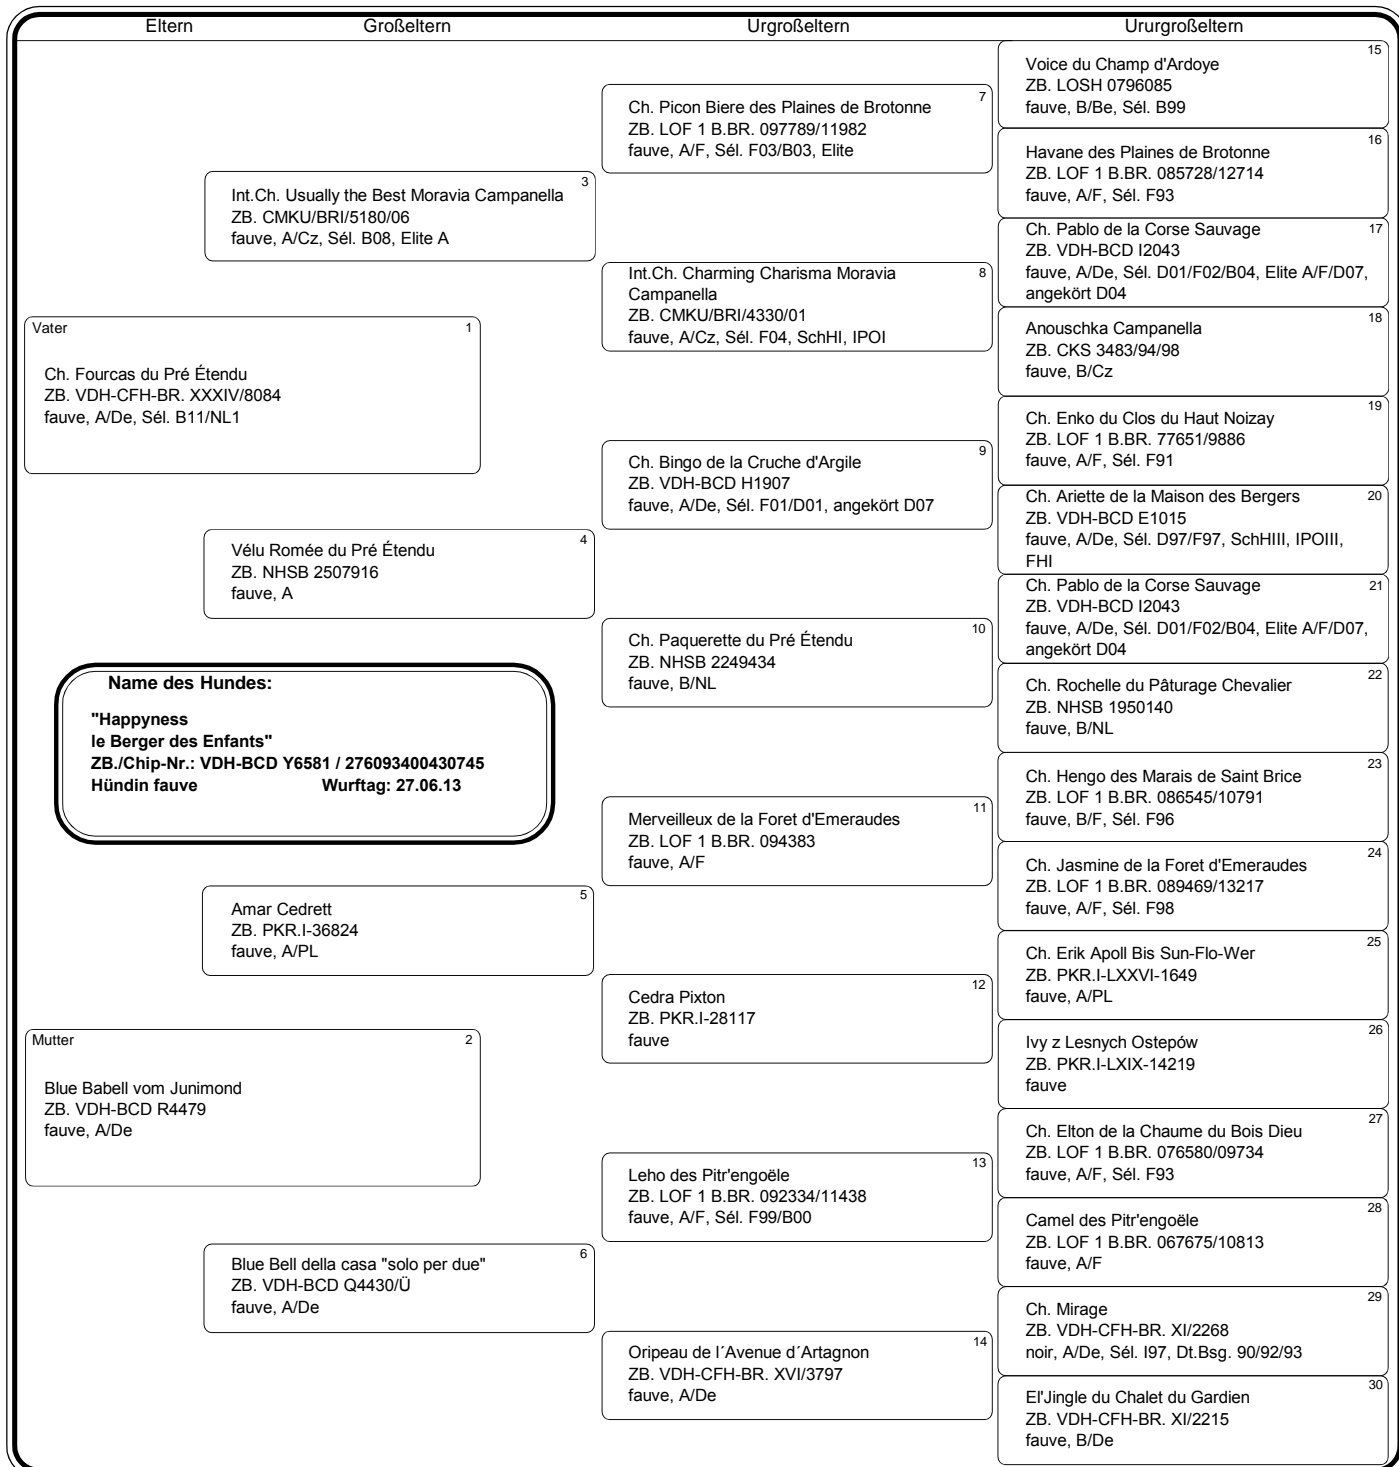 Eltern Großeltern Urgroßeltern Ururgroßeltern
15
Voice du Champ d'Ardoye
ZB. LOSH 0796085
fauve, B/Be, Sél. B99
7
Ch. Picon Biere des Plaines de Brotonne
ZB. LOF 1 B.BR. 097789/11982
fauve, A/F, Sél. F03/B03, Elite
16
Havane des Plaines de Brotonne
ZB. LOF 1 B.BR. 085728/12714
fauve, A/F, Sél. F93
3
Int.Ch. Usually the Best Moravia Campanella
ZB. CMKU/BRI/5180/06
fauve, A/Cz, Sél. B08, Elite A
17
Ch. Pablo de la Corse Sauvage
ZB. VDH-BCD I2043
fauve, A/De, Sél. D01/F02/B04, Elite A/F/D07,
angekört D04
8
Int.Ch. Charming Charisma Moravia
Campanella
ZB. CMKU/BRI/4330/01
fauve, A/Cz, Sél. F04, SchHI, IPOI
18
Anouschka Campanella
ZB. CKS 3483/94/98
fauve, B/Cz
Vater 1
Ch. Fourcas du Pré Étendu
ZB. VDH-CFH-BR. XXXIV/8084
fauve, A/De, Sél. B11/NL1
19
Ch. Enko du Clos du Haut Noizay
ZB. LOF 1 B.BR. 77651/9886
fauve, A/F, Sél. F91
9
Ch. Bingo de la Cruche d'Argile
ZB. VDH-BCD H1907
fauve, A/De, Sél. F01/D01, angekört D07
20
Ch. Ariette de la Maison des Bergers
ZB. VDH-BCD E1015
fauve, A/De, Sél. D97/F97, SchHIII, IPOIII,
FHI
4
Vélu Romée du Pré Étendu
ZB. NHSB 2507916
fauve, A
21
Ch. Pablo de la Corse Sauvage
ZB. VDH-BCD I2043
fauve, A/De, Sél. D01/F02/B04, Elite A/F/D07,
angekört D04
10
Ch. Paquerette du Pré Étendu
ZB. NHSB 2249434
fauve, B/NL
22
Ch. Rochelle du Pâturage Chevalier
ZB. NHSB 1950140
fauve, B/NL
Name des Hundes:
"Happyness
le Berger des Enfants"
ZB./Chip-Nr.: VDH-BCD Y6581 / 276093400430745
Hündin fauve Wurftag: 27.06.13
23
Ch. Hengo des Marais de Saint Brice
ZB. LOF 1 B.BR. 086545/10791
fauve, B/F, Sél. F96
11
Merveilleux de la Foret d'Emeraudes
ZB. LOF 1 B.BR. 094383
fauve, A/F
24
Ch. Jasmine de la Foret d'Emeraudes
ZB. LOF 1 B.BR. 089469/13217
fauve, A/F, Sél. F98
5
Amar Cedrett
ZB. PKR.I-36824
fauve, A/PL
25
Ch. Erik Apoll Bis Sun-Flo-Wer
ZB. PKR.I-LXXVI-1649
fauve, A/PL
12
Cedra Pixton
ZB. PKR.I-28117
fauve
26
Ivy z Lesnych Ostepów
ZB. PKR.I-LXIX-14219
fauve
Mutter 2
Blue Babell vom Junimond
ZB. VDH-BCD R4479
fauve, A/De
27
Ch. Elton de la Chaume du Bois Dieu
ZB. LOF 1 B.BR. 076580/09734
fauve, A/F, Sél. F93
13
Leho des Pitr'engoële
ZB. LOF 1 B.BR. 092334/11438
fauve, A/F, Sél. F99/B00
28
Camel des Pitr'engoële
ZB. LOF 1 B.BR. 067675/10813
fauve, A/F
6
Blue Bell della casa "solo per due"
ZB. VDH-BCD Q4430/Ü
fauve, A/De
29
Ch. Mirage
ZB. VDH-CFH-BR. XI/2268
noir, A/De, Sél. I97, Dt.Bsg. 90/92/93
14
Oripeau de l´Avenue d´Artagnon
ZB. VDH-CFH-BR. XVI/3797
fauve, A/De
30
El'Jingle du Chalet du Gardien
ZB. VDH-CFH-BR. XI/2215
fauve, B/De